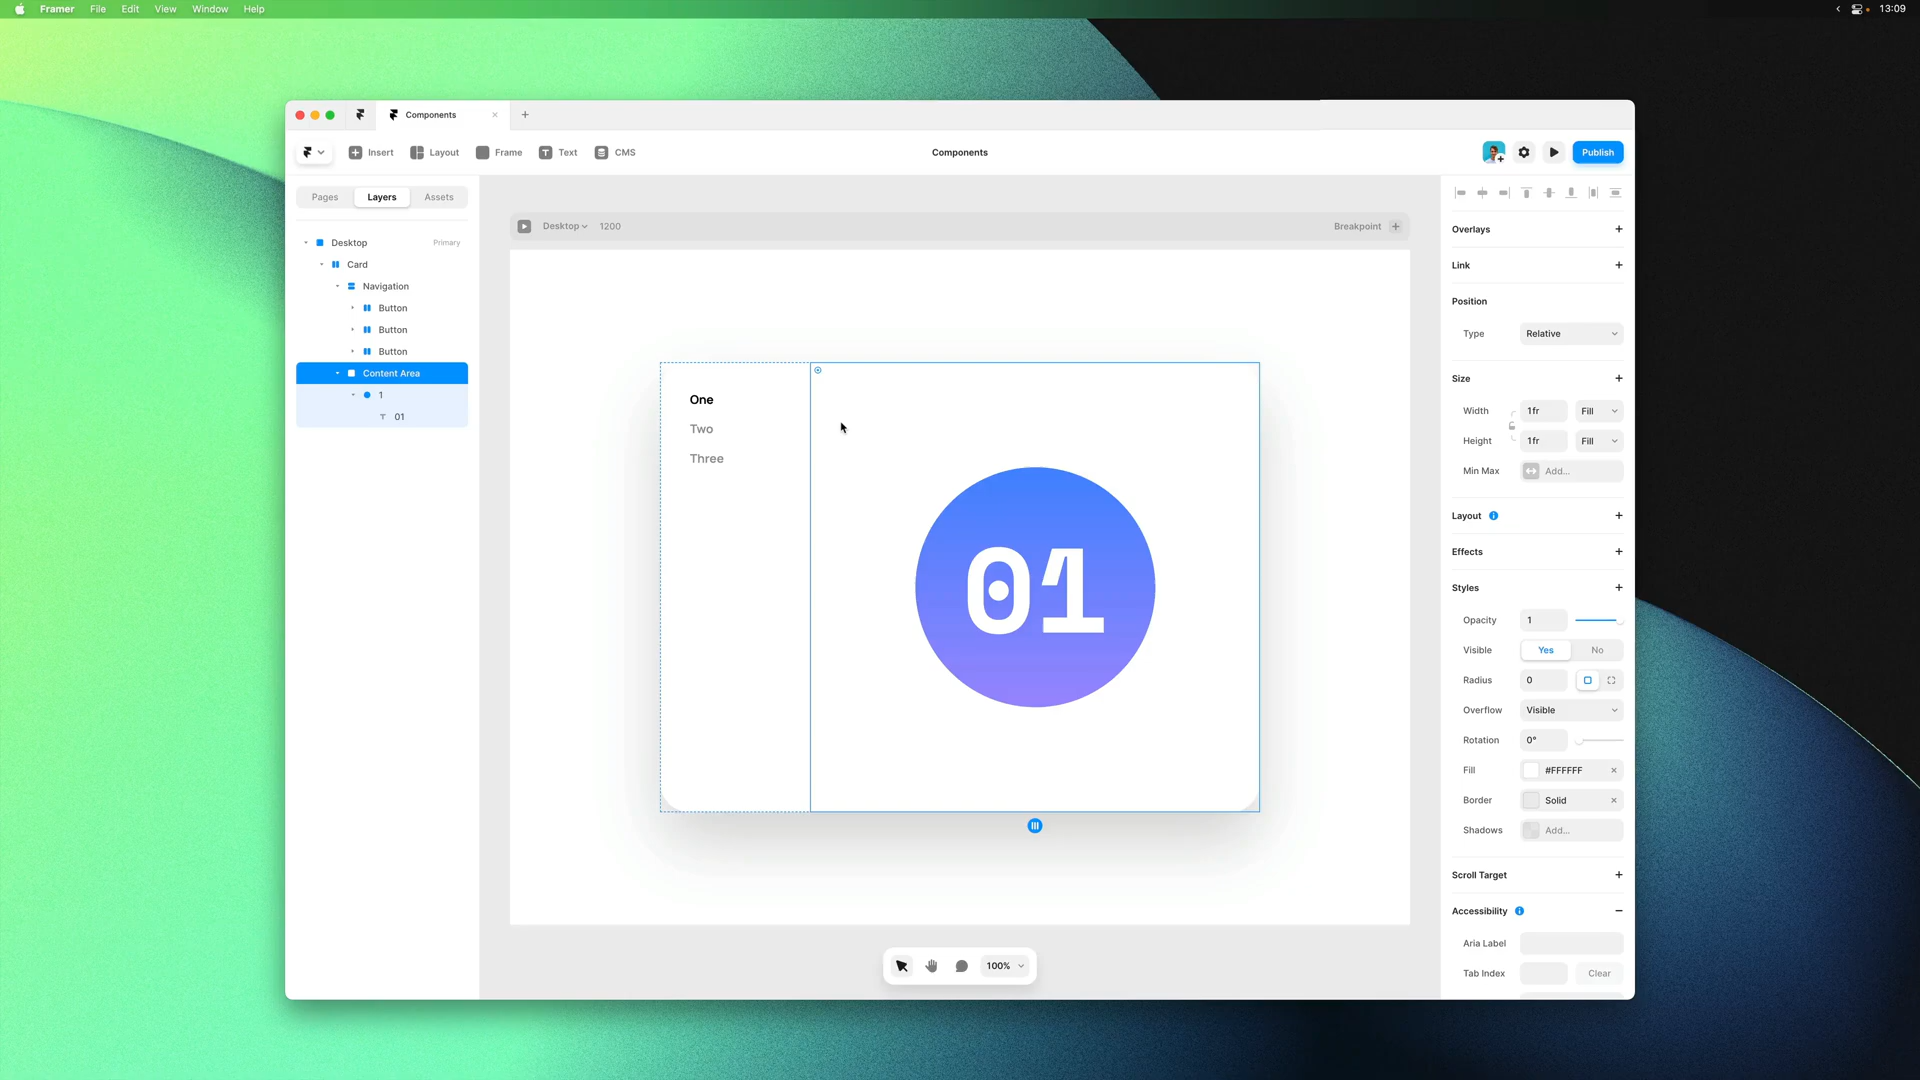 Framer File Edit View Window Help 13:09
Components
Insert Layout Frame Text CMS Components Publish
Pages Layers Assets
Desktop Primary
Card
Navigation
Button
Button
Button
Content Area
1
01
Desktop 1200 Breakpoint
One
Two
Three
01
100%
Overlays
Link
Position
Type Relative
Size
Width 1fr Fill
Height 1fr Fill
Min Max Add...
Layout
Effects
Styles
Opacity 1
Visible Yes No
Radius 0
Overflow Visible
Rotation 0°
Fill #FFFFFF
Border Solid
Shadows Add...
Scroll Target
Accessibility
Aria Label
Tab Index Clear